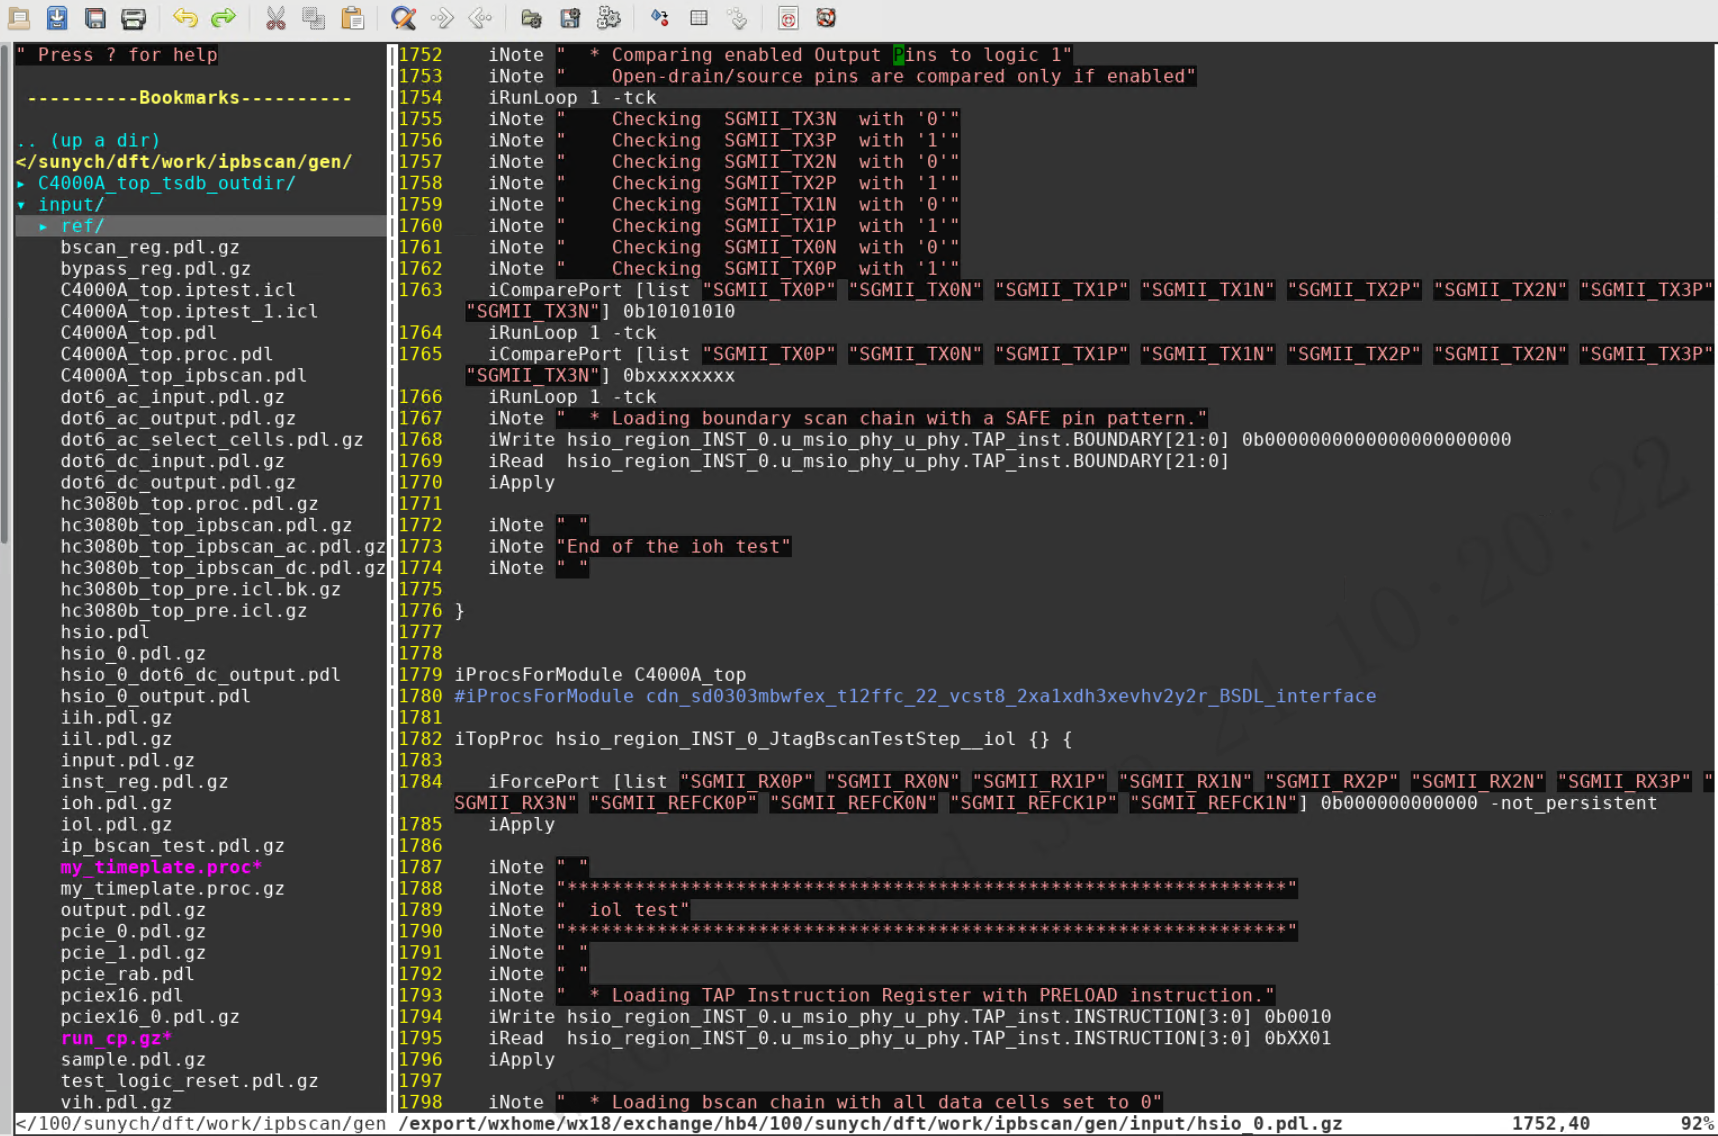 " Press ? for help
----------Bookmarks----------
.. (up a dir)
</sunych/dft/work/ipbscan/gen/
▸ C4000A_top_tsdb_outdir/
▾ input/
▸ ref/
bscan_reg.pdl.gz
bypass_reg.pdl.gz
C4000A_top.iptest.icl
C4000A_top.iptest_1.icl
C4000A_top.pdl
C4000A_top.proc.pdl
C4000A_top_ipbscan.pdl
dot6_ac_input.pdl.gz
dot6_ac_output.pdl.gz
dot6_ac_select_cells.pdl.gz
dot6_dc_input.pdl.gz
dot6_dc_output.pdl.gz
hc3080b_top.proc.pdl.gz
hc3080b_top_ipbscan.pdl.gz
hc3080b_top_ipbscan_ac.pdl.gz
hc3080b_top_ipbscan_dc.pdl.gz
hc3080b_top_pre.icl.bk.gz
hc3080b_top_pre.icl.gz
hsio.pdl
hsio_0.pdl.gz
hsio_0_dot6_dc_output.pdl
hsio_0_output.pdl
iih.pdl.gz
iil.pdl.gz
input.pdl.gz
inst_reg.pdl.gz
ioh.pdl.gz
iol.pdl.gz
ip_bscan_test.pdl.gz
my_timeplate.proc*
my_timeplate.proc.gz
output.pdl.gz
pcie_0.pdl.gz
pcie_1.pdl.gz
pcie_rab.pdl
pciex16.pdl
pciex16_0.pdl.gz
run_cp.gz*
sample.pdl.gz
test_logic_reset.pdl.gz
vih.pdl.gz
</100/sunych/dft/work/ipbscan/gen
1752 iNote "  * Comparing enabled Output Pins to logic 1"
1753 iNote "    Open-drain/source pins are compared only if enabled"
1754 iRunLoop 1 -tck
1755 iNote "    Checking  SGMII_TX3N  with '0'"
1756 iNote "    Checking  SGMII_TX3P  with '1'"
1757 iNote "    Checking  SGMII_TX2N  with '0'"
1758 iNote "    Checking  SGMII_TX2P  with '1'"
1759 iNote "    Checking  SGMII_TX1N  with '0'"
1760 iNote "    Checking  SGMII_TX1P  with '1'"
1761 iNote "    Checking  SGMII_TX0N  with '0'"
1762 iNote "    Checking  SGMII_TX0P  with '1'"
1763 iComparePort [list "SGMII_TX0P" "SGMII_TX0N" "SGMII_TX1P" "SGMII_TX1N" "SGMII_TX2P" "SGMII_TX2N" "SGMII_TX3P"
"SGMII_TX3N"] 0b10101010
1764 iRunLoop 1 -tck
1765 iComparePort [list "SGMII_TX0P" "SGMII_TX0N" "SGMII_TX1P" "SGMII_TX1N" "SGMII_TX2P" "SGMII_TX2N" "SGMII_TX3P"
"SGMII_TX3N"] 0bxxxxxxxx
1766 iRunLoop 1 -tck
1767 iNote "  * Loading boundary scan chain with a SAFE pin pattern."
1768 iWrite hsio_region_INST_0.u_msio_phy_u_phy.TAP_inst.BOUNDARY[21:0] 0b0000000000000000000000
1769 iRead  hsio_region_INST_0.u_msio_phy_u_phy.TAP_inst.BOUNDARY[21:0]
1770 iApply
1771
1772 iNote " "
1773 iNote "End of the ioh test"
1774 iNote " "
1775
1776 }
1777
1778
1779 iProcsForModule C4000A_top
1780 #iProcsForModule cdn_sd0303mbwfex_t12ffc_22_vcst8_2xa1xdh3xevhv2y2r_BSDL_interface
1781
1782 iTopProc hsio_region_INST_0_JtagBscanTestStep__iol {} {
1783
1784 iForcePort [list "SGMII_RX0P" "SGMII_RX0N" "SGMII_RX1P" "SGMII_RX1N" "SGMII_RX2P" "SGMII_RX2N" "SGMII_RX3P" "
SGMII_RX3N" "SGMII_REFCK0P" "SGMII_REFCK0N" "SGMII_REFCK1P" "SGMII_REFCK1N"] 0b000000000000 -not_persistent
1785 iApply
1786
1787 iNote " "
1788 iNote "****************************************************************"
1789 iNote "  iol test"
1790 iNote "****************************************************************"
1791 iNote " "
1792 iNote " "
1793 iNote "  * Loading TAP Instruction Register with PRELOAD instruction."
1794 iWrite hsio_region_INST_0.u_msio_phy_u_phy.TAP_inst.INSTRUCTION[3:0] 0b0010
1795 iRead  hsio_region_INST_0.u_msio_phy_u_phy.TAP_inst.INSTRUCTION[3:0] 0bXX01
1796 iApply
1797
1798 iNote "  * Loading bscan chain with all data cells set to 0"
/export/wxhome/wx18/exchange/hb4/100/sunych/dft/work/ipbscan/gen/input/hsio_0.pdl.gz 1752,40 92%